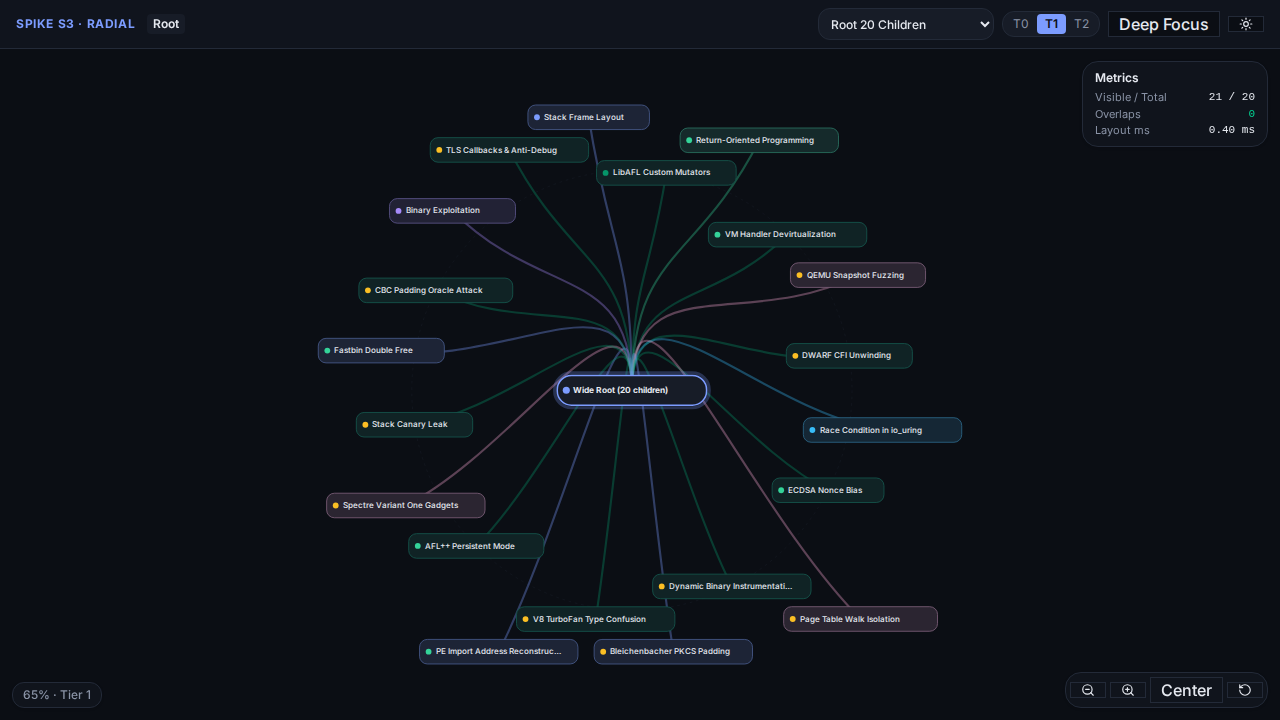 SPIKE S3 · RADIAL
Root
Root 20 Children
T0
T1
T2
Deep Focus
Metrics
Visible / Total 21 / 20
Overlaps 0
Layout ms 0.40 ms
Stack Frame Layout
Return-Oriented Programming
TLS Callbacks & Anti-Debug
LibAFL Custom Mutators
Binary Exploitation
VM Handler Devirtualization
QEMU Snapshot Fuzzing
CBC Padding Oracle Attack
Fastbin Double Free
DWARF CFI Unwinding
Wide Root (20 children)
Stack Canary Leak
Race Condition in io_uring
ECDSA Nonce Bias
Spectre Variant One Gadgets
AFL++ Persistent Mode
Dynamic Binary Instrumentati...
V8 TurboFan Type Confusion
Page Table Walk Isolation
PE Import Address Reconstruc...
Bleichenbacher PKCS Padding
65% · Tier 1
Center